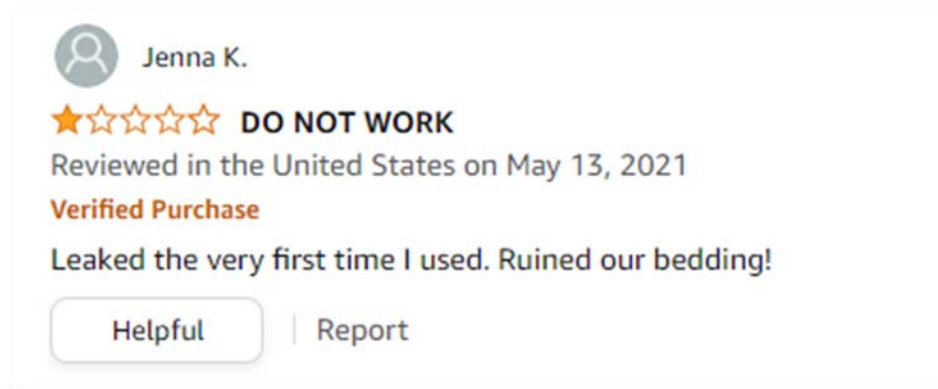 Jenna K.
DO NOT WORK
Reviewed in the United States on May 13, 2021
Verified Purchase
Leaked the very first time I used. Ruined our bedding!
Helpful | Report